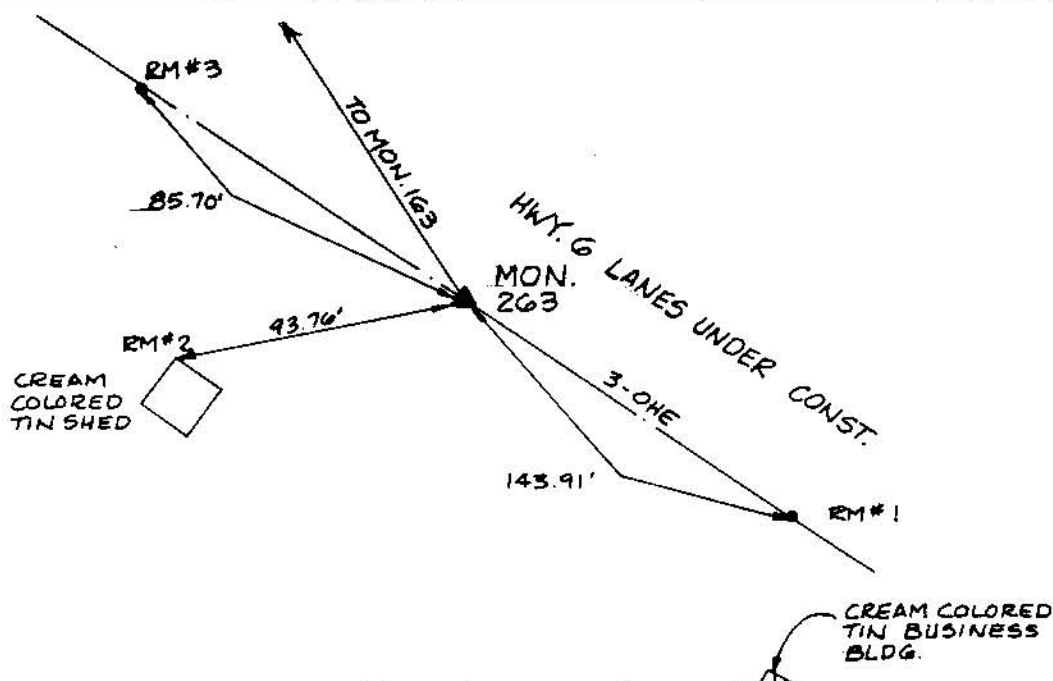 RM#3
TO MON. 163
85.70'
HWY. 6 LANES UNDER CONST.
MON.
263
93.76'
RM#2
CREAM
COLORED
TIN SHED
3-OHE
143.91'
RM#1
CREAM COLORED
TIN BUSINESS
BLDG.